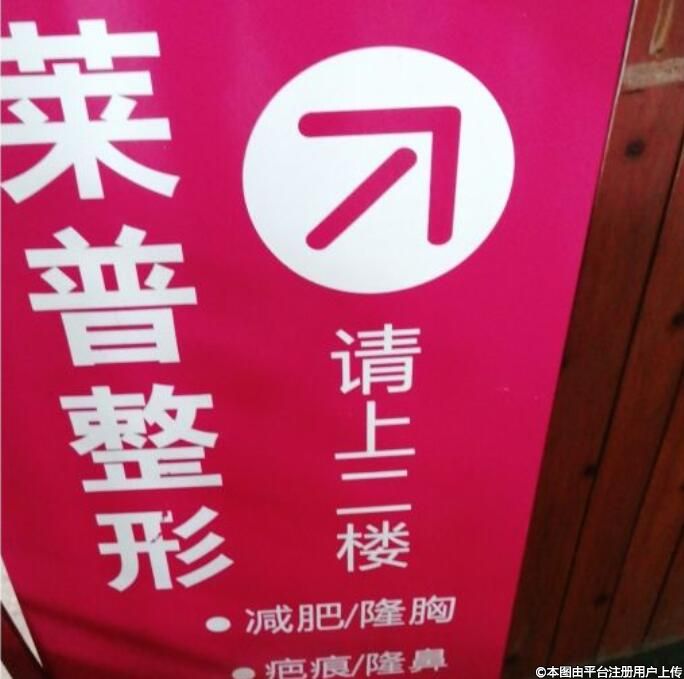 莱普整形
请上二楼
减肥/隆胸
疤痕/隆鼻
©本图由平台注册用户上传